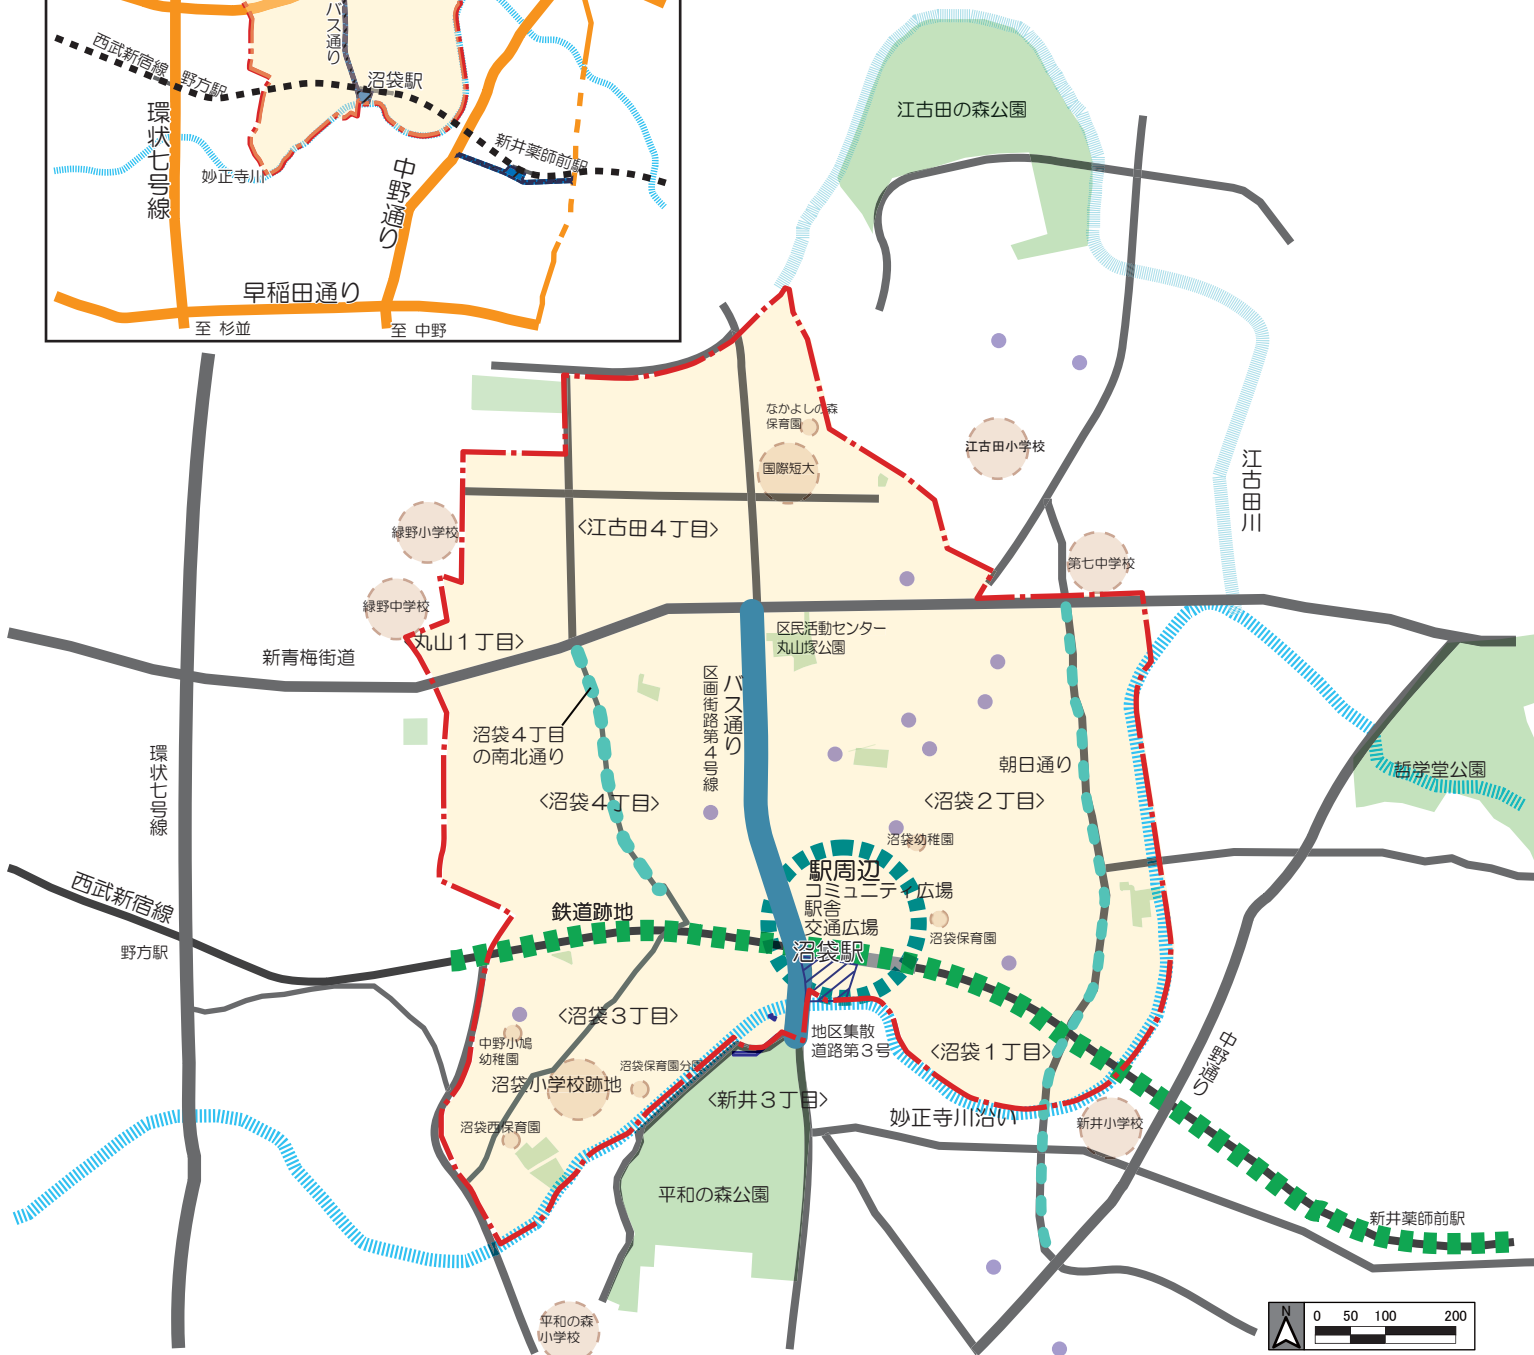 バス通り
西武新宿線
野方駅
沼袋駅
環状七号線
妙正寺川
中野通り
新井薬師前駅
早稲田通り
至 杉並
至 中野
江古田の森公園
なかよしの森
保育園
国際短大
江古田小学校
江古田川
緑野小学校
〈江古田４丁目〉
第七中学校
緑野中学校
丸山１丁目〉
区民活動センター
丸山塚公園
新青梅街道
区画街路第４号線
バス通り
沼袋４丁目
の南北通り
朝日通り
哲学堂公園
環状七号線
〈沼袋４丁目〉
〈沼袋２丁目〉
沼袋幼稚園
駅周辺
コミュニティ広場
駅舎
交通広場
沼袋駅
西武新宿線
鉄道跡地
野方駅
沼袋保育園
〈沼袋３丁目〉
地区集散
道路第３号
〈沼袋１丁目〉
中野通り
中野小鳩
幼稚園
沼袋保育園分園
沼袋小学校跡地
〈新井３丁目〉
妙正寺川沿い
新井小学校
沼袋西保育園
平和の森公園
新井薬師前駅
平和の森
小学校
N
0 50 100 200